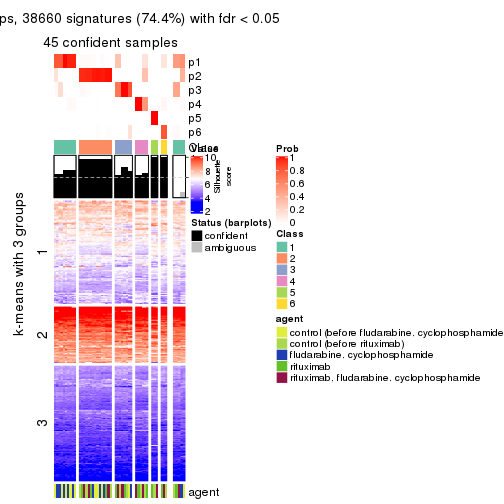 ps, 38660 signatures (74.4%) with fdr < 0.05
45 confident samples
p1
p2
p3
p4
p5
p6
Class
Value
10
8
6
4
2
Silhouette
score
Prob
1
0.8
0.6
0.4
0.2
0
Status (barplots)
confident
ambiguous
Class
1
2
3
4
5
6
agent
control (before fludarabine. cyclophosphamide
control (before rituximab)
fludarabine. cyclophosphamide
rituximab
rituximab. fludarabine. cyclophosphamide
k-means with 3 groups
1
2
3
agent